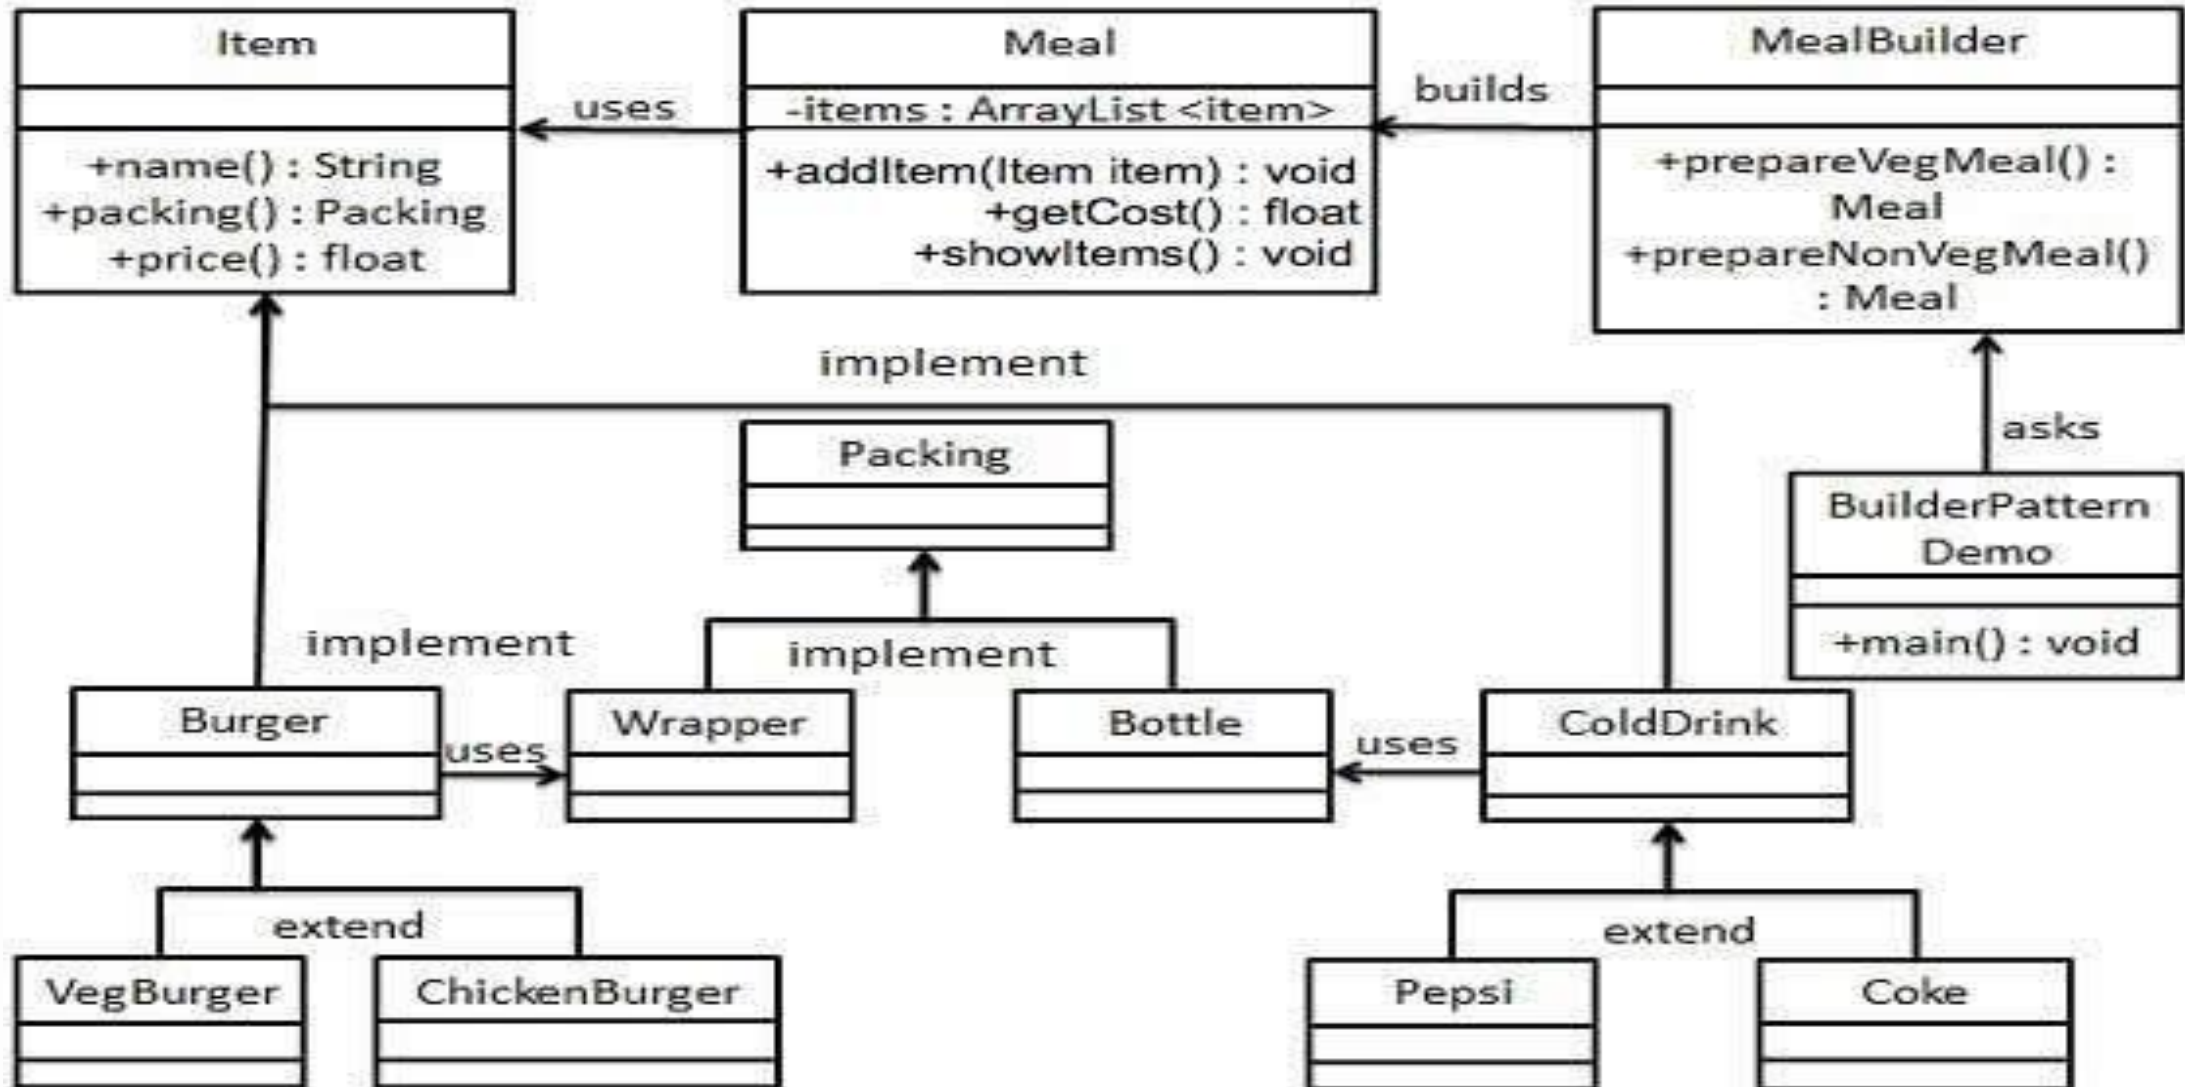 Item
+name() : String
+packing() : Packing
+price() : float
uses
Meal
-items : ArrayList <item>
+addItem(Item item) : void
+getCost() : float
+showItems() : void
builds
MealBuilder
+prepareVegMeal() :
Meal
+prepareNonVegMeal()
: Meal
implement
asks
Packing
BuilderPattern
Demo
+main() : void
implement
implement
Burger
uses
Wrapper
Bottle
uses
ColdDrink
extend
extend
VegBurger
ChickenBurger
Pepsi
Coke